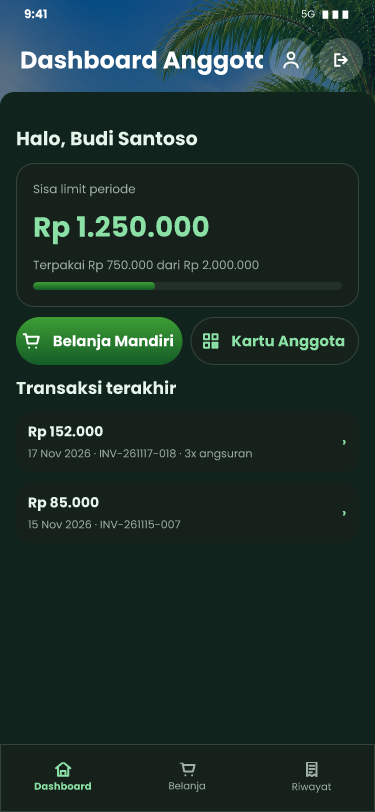 9:41
5G
Dashboard Anggota
Halo, Budi Santoso
Sisa limit periode
Rp 1.250.000
Terpakai Rp 750.000 dari Rp 2.000.000
Belanja Mandiri
Kartu Anggota
Transaksi terakhir
Rp 152.000
17 Nov 2026 · INV-261117-018 · 3x angsuran
›
Rp 85.000
15 Nov 2026 · INV-261115-007
›
Dashboard
Belanja
Riwayat